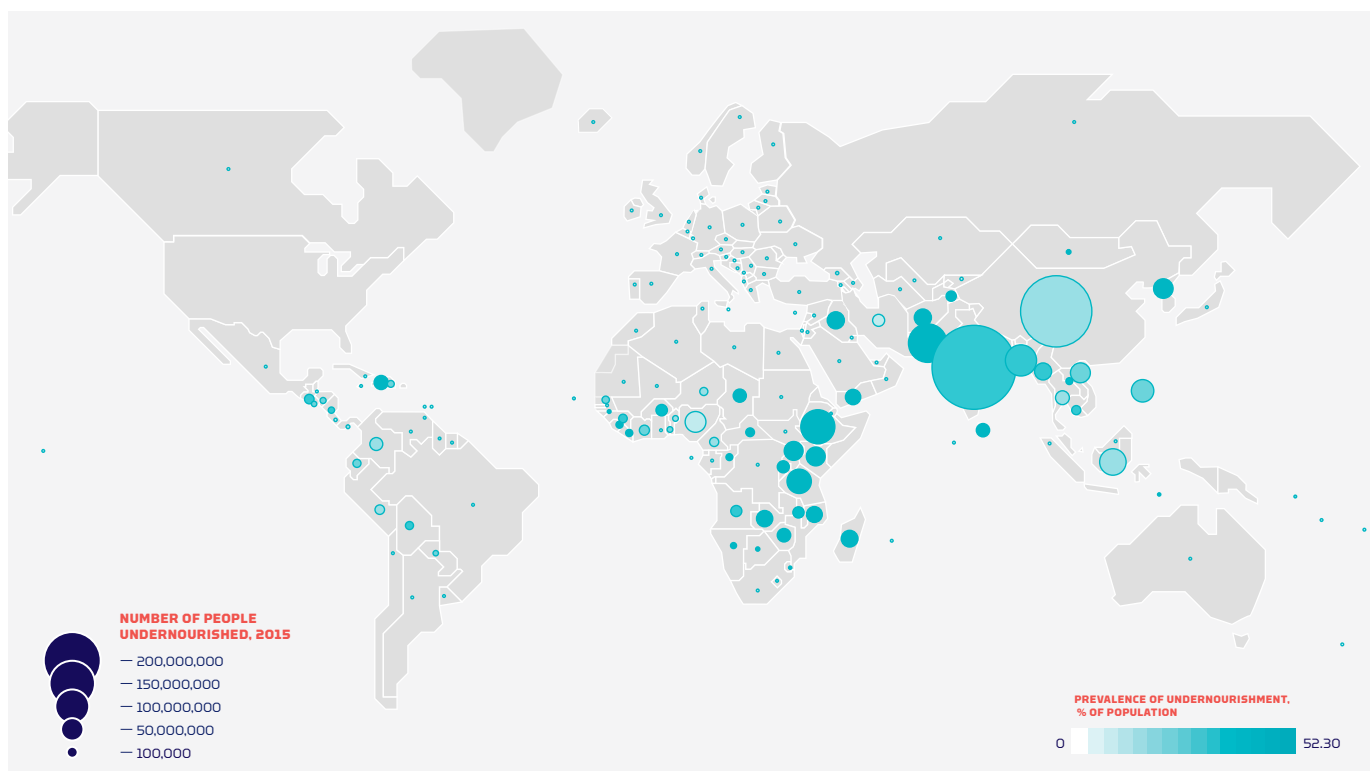 NUMBER OF PEOPLE
UNDERNOURISHED, 2015
— 200,000,000
— 150,000,000
— 100,000,000
— 50,000,000
— 100,000
PREVALENCE OF UNDERNOURISHMENT,
% OF POPULATION
0 52.30